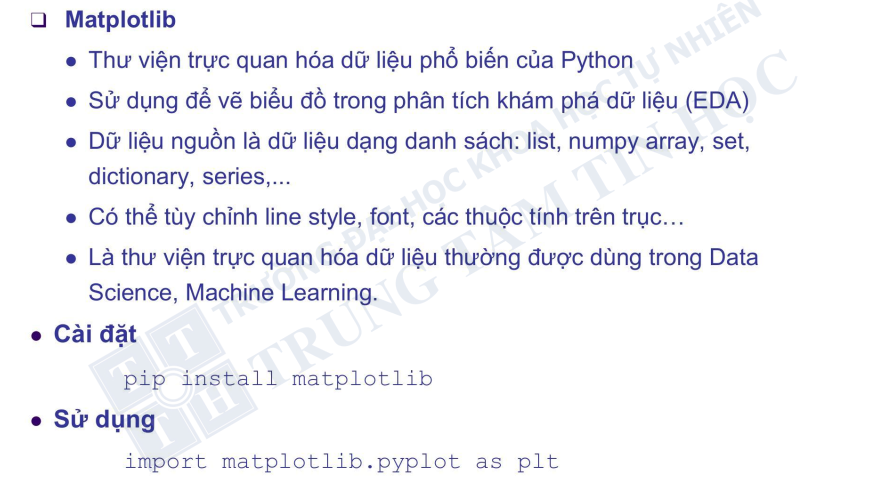 Matplotlib
Thư viện trực quan hóa dữ liệu phổ biến của Python
Sử dụng để vẽ biểu đồ trong phân tích khám phá dữ liệu (EDA)
Dữ liệu nguồn là dữ liệu dạng danh sách: list, numpy array, set,
dictionary, series,...
Có thể tùy chỉnh line style, font, các thuộc tính trên trục…
Là thư viện trực quan hóa dữ liệu thường được dùng trong Data
Science, Machine Learning.
Cài đặt
pip install matplotlib
Sử dụng
import matplotlib.pyplot as plt
TRƯỜNG ĐẠI HỌC KHOA HỌC TỰ NHIÊN
TRUNG TÂM TIN HỌC
T T
T H